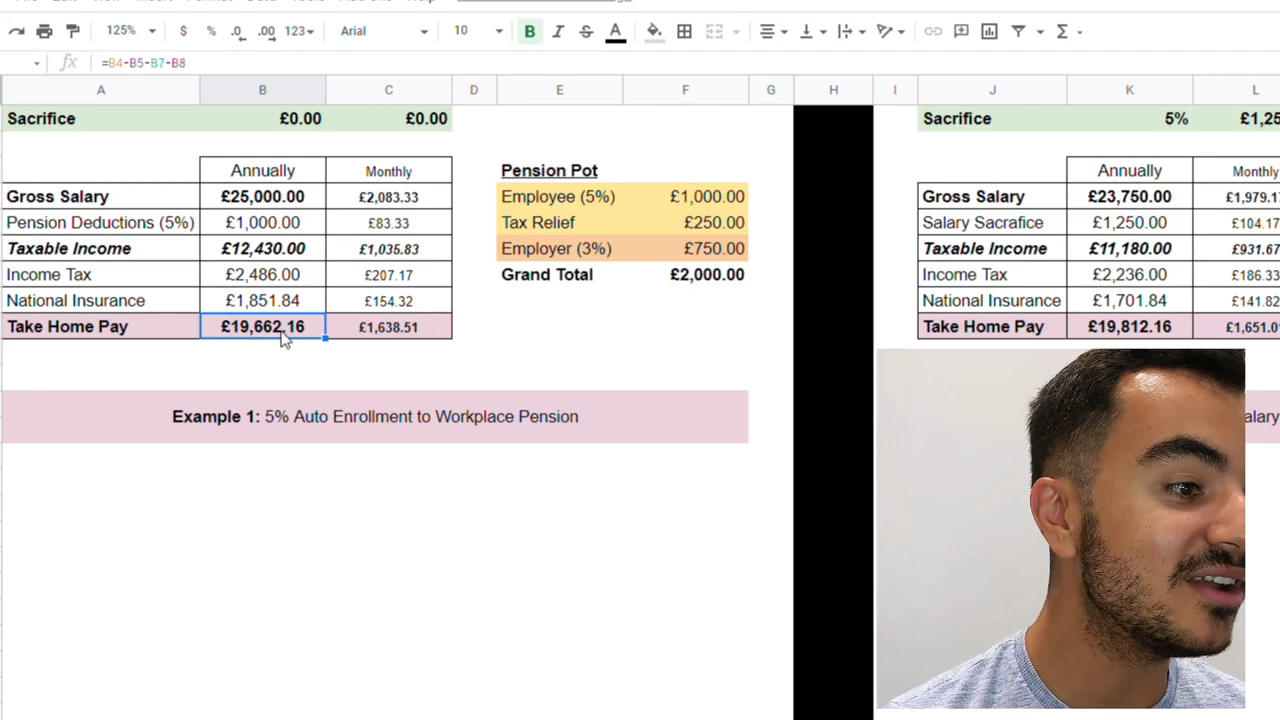 125% $ % .0 .00 123 Arial 10 B I S A
fx =B4-B5-B7-B8
A B C D E F G H I J K L
Sacrifice £0.00 £0.00 Sacrifice 5%
Annually Monthly Pension Pot Annually Monthly
Gross Salary £25,000.00 £2,083.33 Employee (5%) £1,000.00 Gross Salary £23,750.00
Pension Deductions (5%) £1,000.00 £83.33 Tax Relief £250.00 Salary Sacrafice £1,250.00 £104.17
Taxable Income £12,430.00 £1,035.83 Employer (3%) £750.00 Taxable Income £11,180.00 £931.67
Income Tax £2,486.00 £207.17 Grand Total £2,000.00 Income Tax £2,236.00 £186.33
National Insurance £1,851.84 £154.32 National Insurance £1,701.84 £141.82
Take Home Pay £19,662.16 £1,638.51 Take Home Pay £19,812.16
Example 1: 5% Auto Enrollment to Workplace Pension